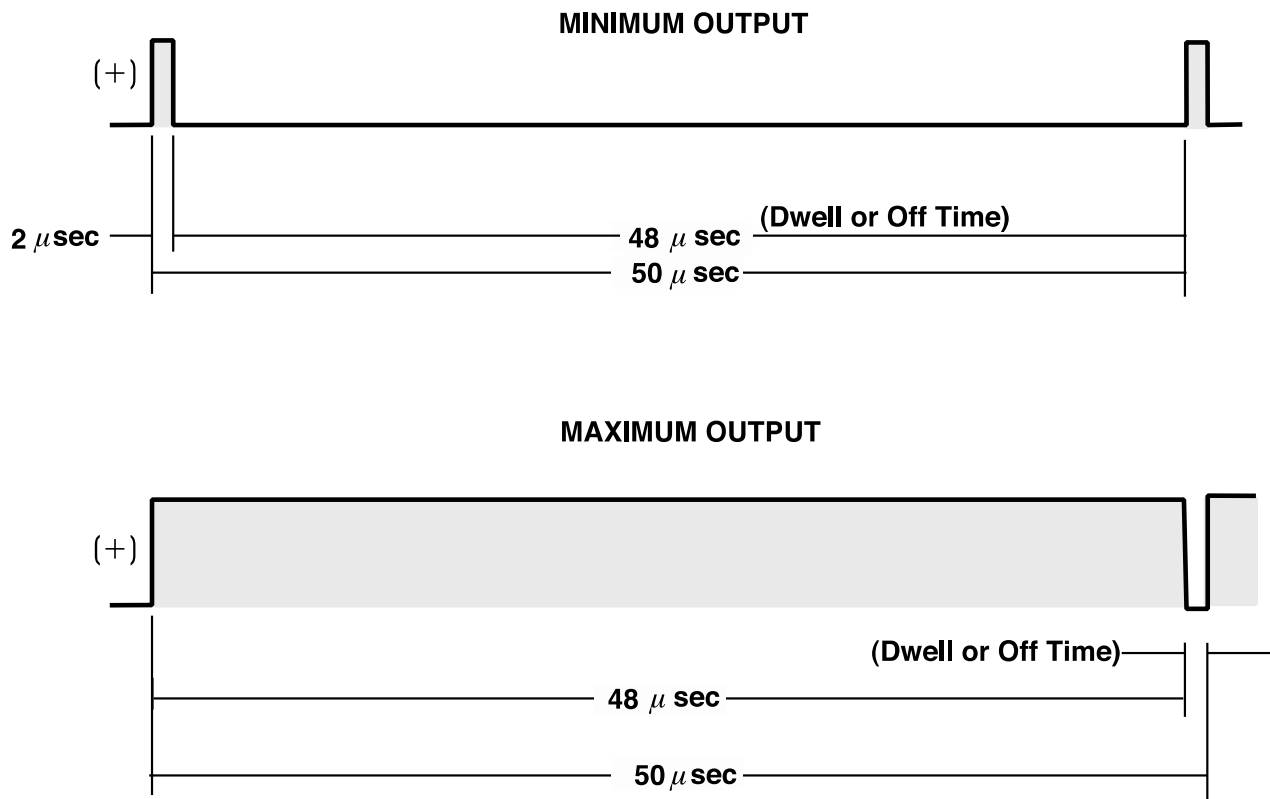 MINIMUM OUTPUT
(+)
(Dwell or Off Time)
2 μsec
48 μ sec
50 μ sec
MAXIMUM OUTPUT
(+)
(Dwell or Off Time)
48 μ sec
50 μ sec